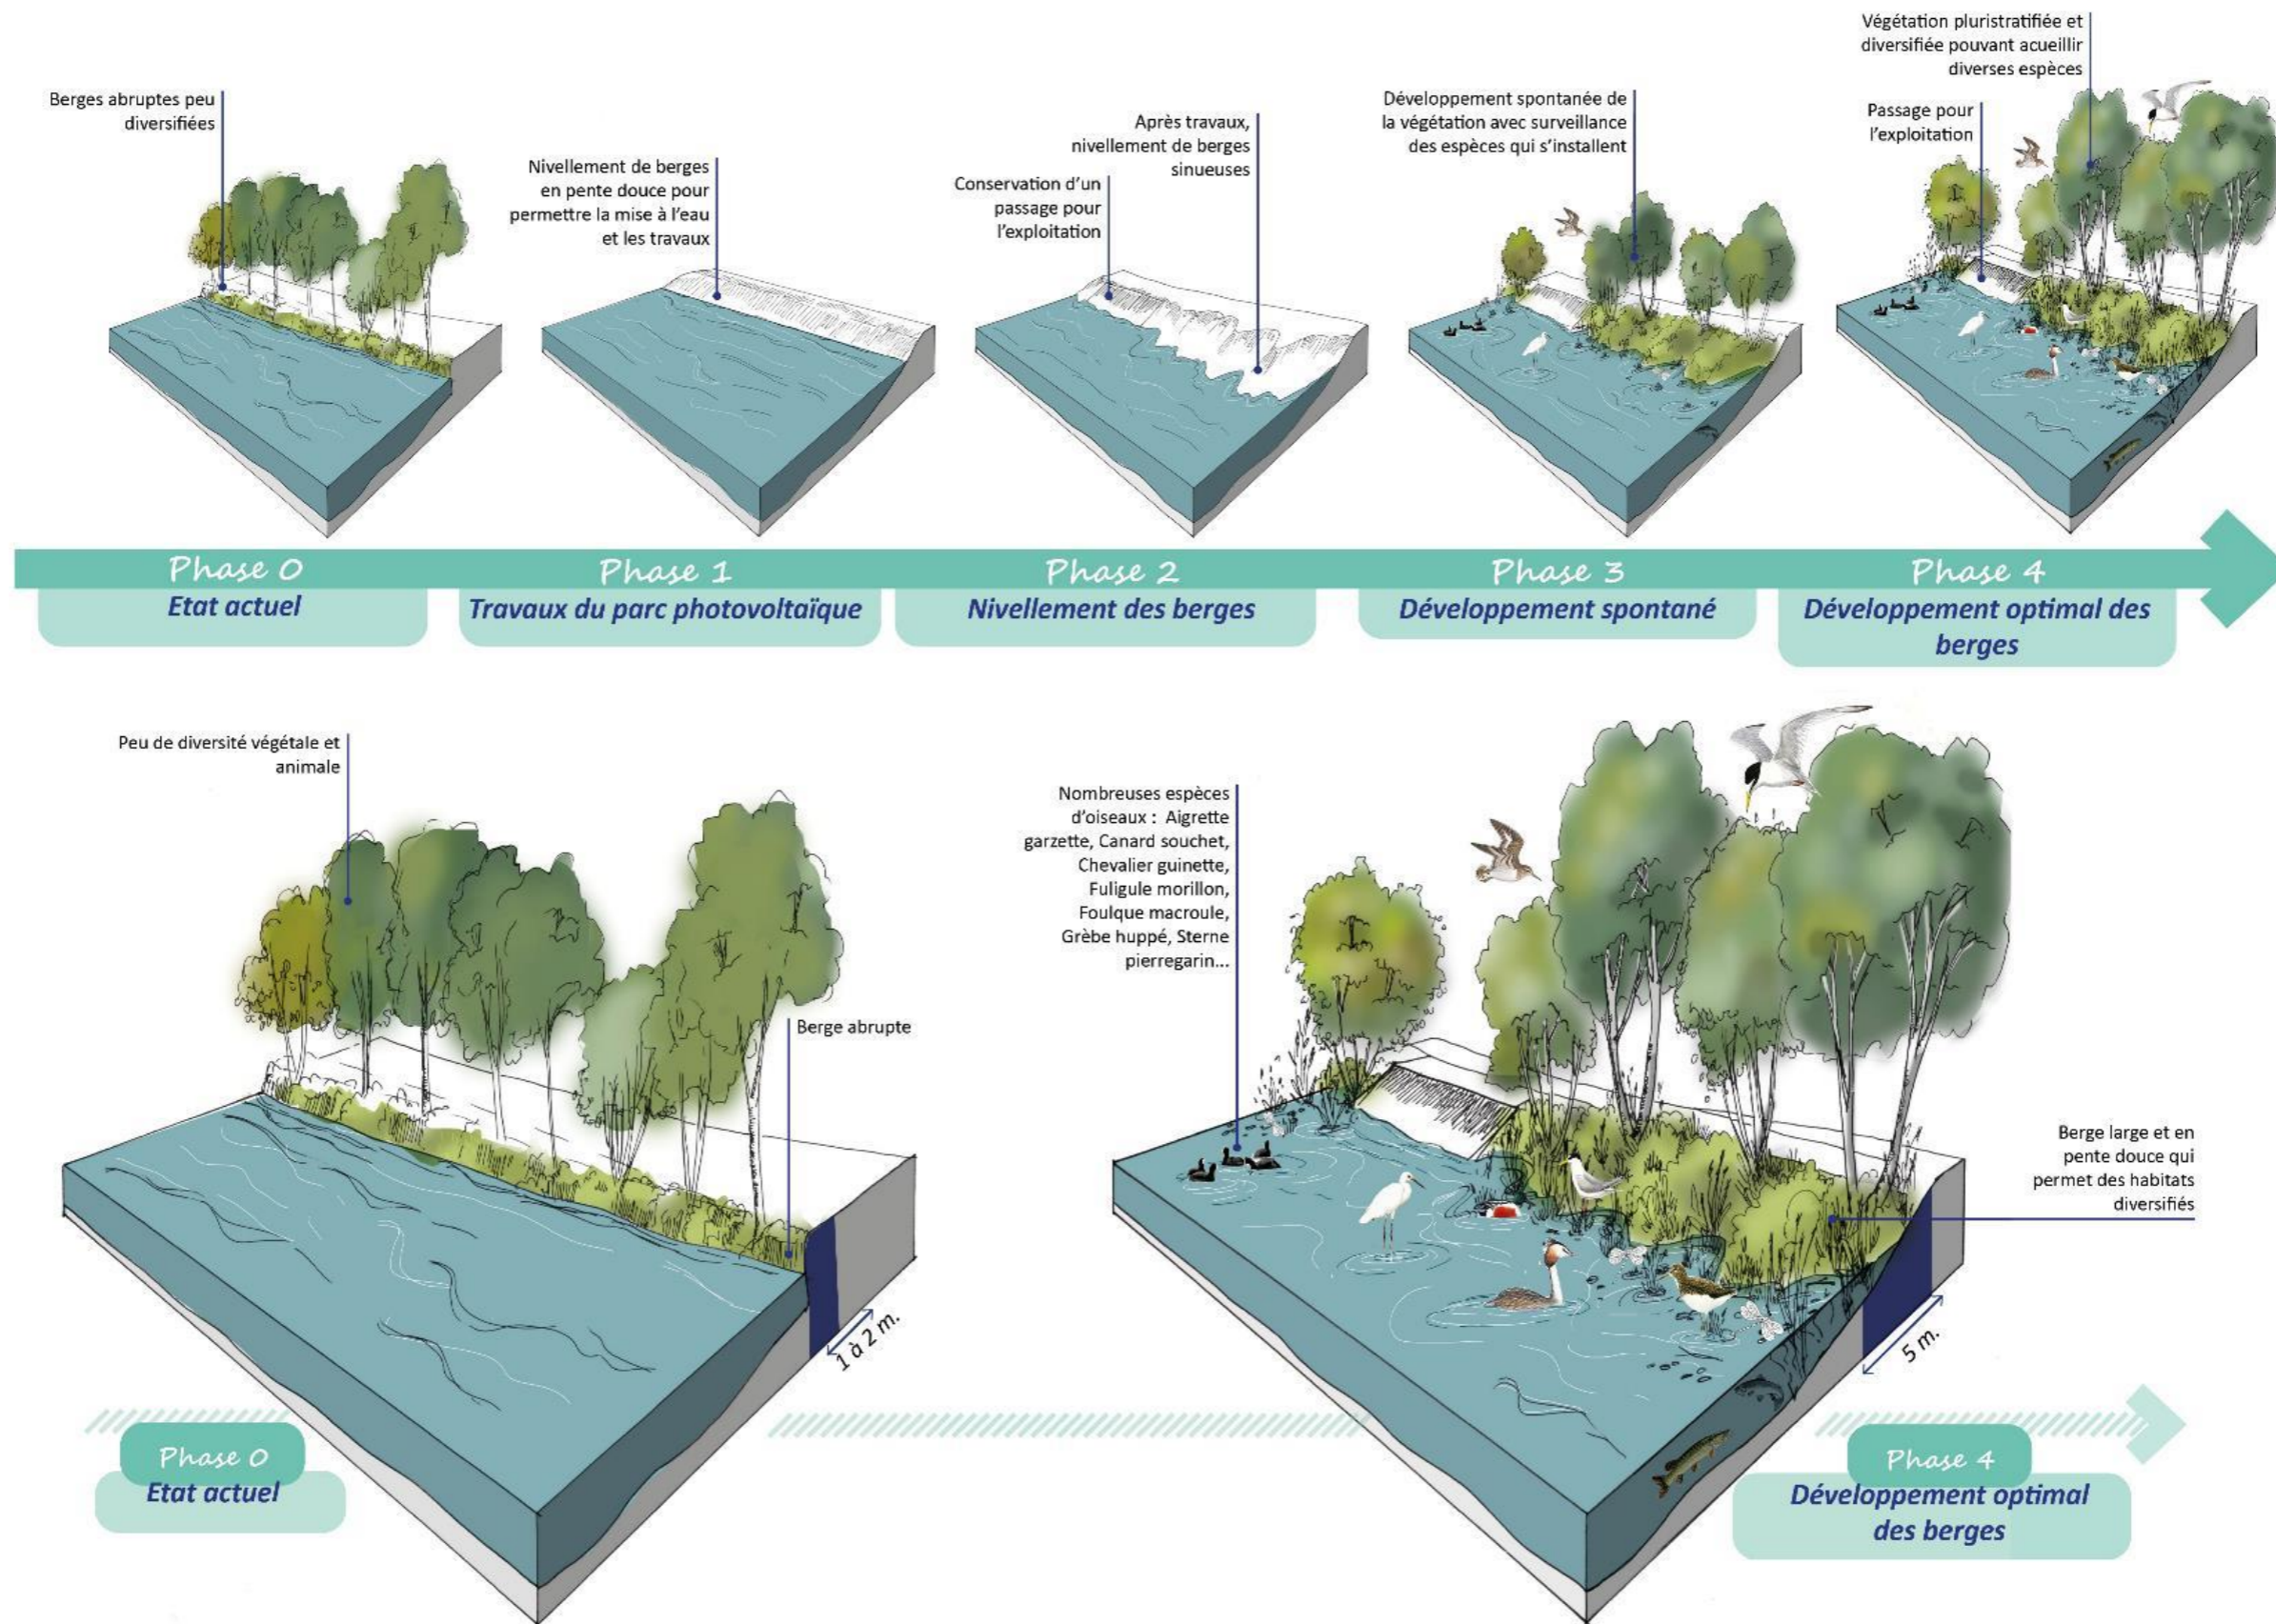 Berges abruptes peu
diversifiées
Nivellement de berges
en pente douce pour
permettre la mise à l'eau
et les travaux
Conservation d'un
passage pour
l'exploitation
Après travaux,
nivellement de berges
sinueuses
Développement spontanée de
la végétation avec surveillance
des espèces qui s'installent
Végétation pluristratifiée et
diversifiée pouvant acueillir
diverses espèces
Passage pour
l'exploitation
Phase 0
Etat actuel
Phase 1
Travaux du parc photovoltaïque
Phase 2
Nivellement des berges
Phase 3
Développement spontané
Phase 4
Développement optimal des
berges
Peu de diversité végétale et
animale
Berge abrupte
1 à 2 m.
Phase 0
Etat actuel
Nombreuses espèces
d'oiseaux : Aigrette
garzette, Canard souchet,
Chevalier guinette,
Fuligule morillon,
Foulque macroule,
Grèbe huppé, Sterne
pierregarin...
Berge large et en
pente douce qui
permet des habitats
diversifiés
5 m.
Phase 4
Développement optimal
des berges